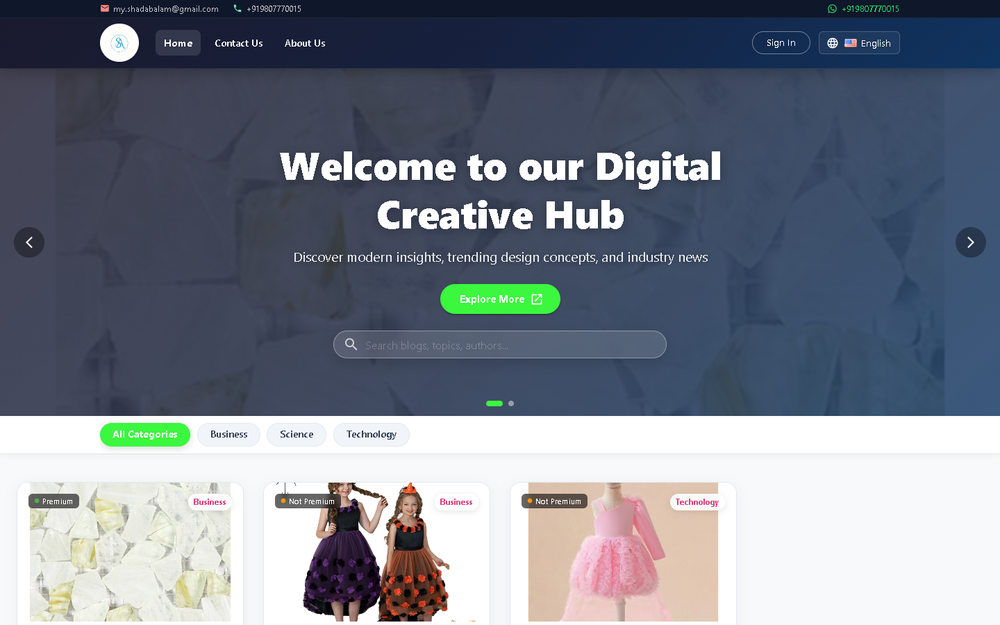 my.shadabalam@gmail.com
+919807770015
+919807770015
Home
Contact Us
About Us
Sign In
English
Welcome to our Digital
Creative Hub
Discover modern insights, trending design concepts, and industry news
Explore More
Search blogs, topics, authors...
All Categories
Business
Science
Technology
Premium
Business
Not Premium
Business
Not Premium
Technology